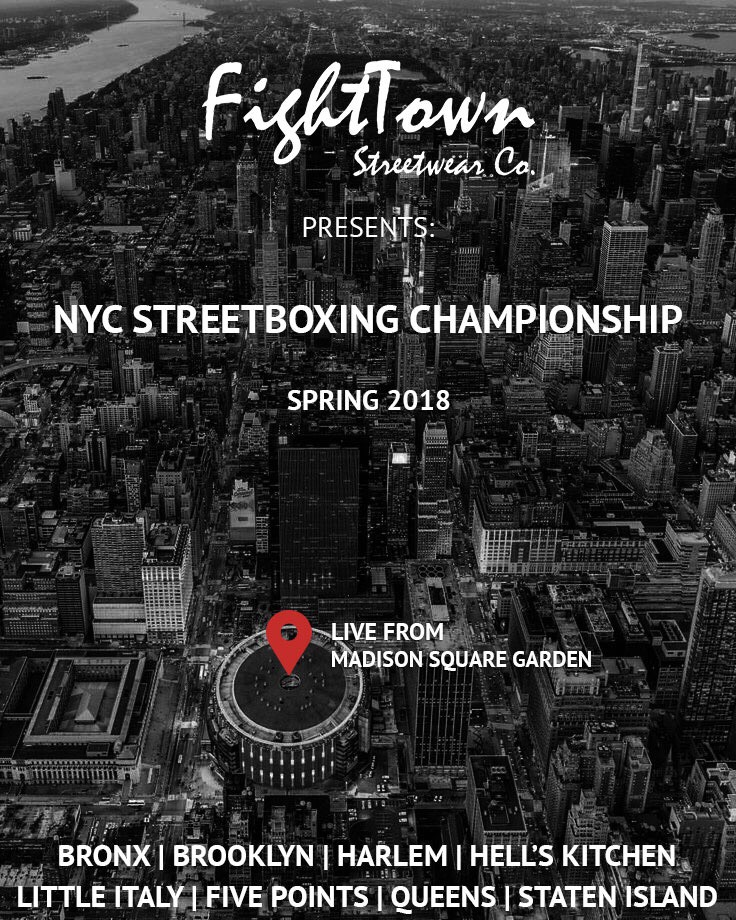 FightTown
Streetwear Co.
PRESENTS:
NYC STREETBOXING CHAMPIONSHIP
SPRING 2018
LIVE FROM
MADISON SQUARE GARDEN
BRONX | BROOKLYN | HARLEM | HELL'S KITCHEN
LITTLE ITALY | FIVE POINTS | QUEENS | STATEN ISLAND